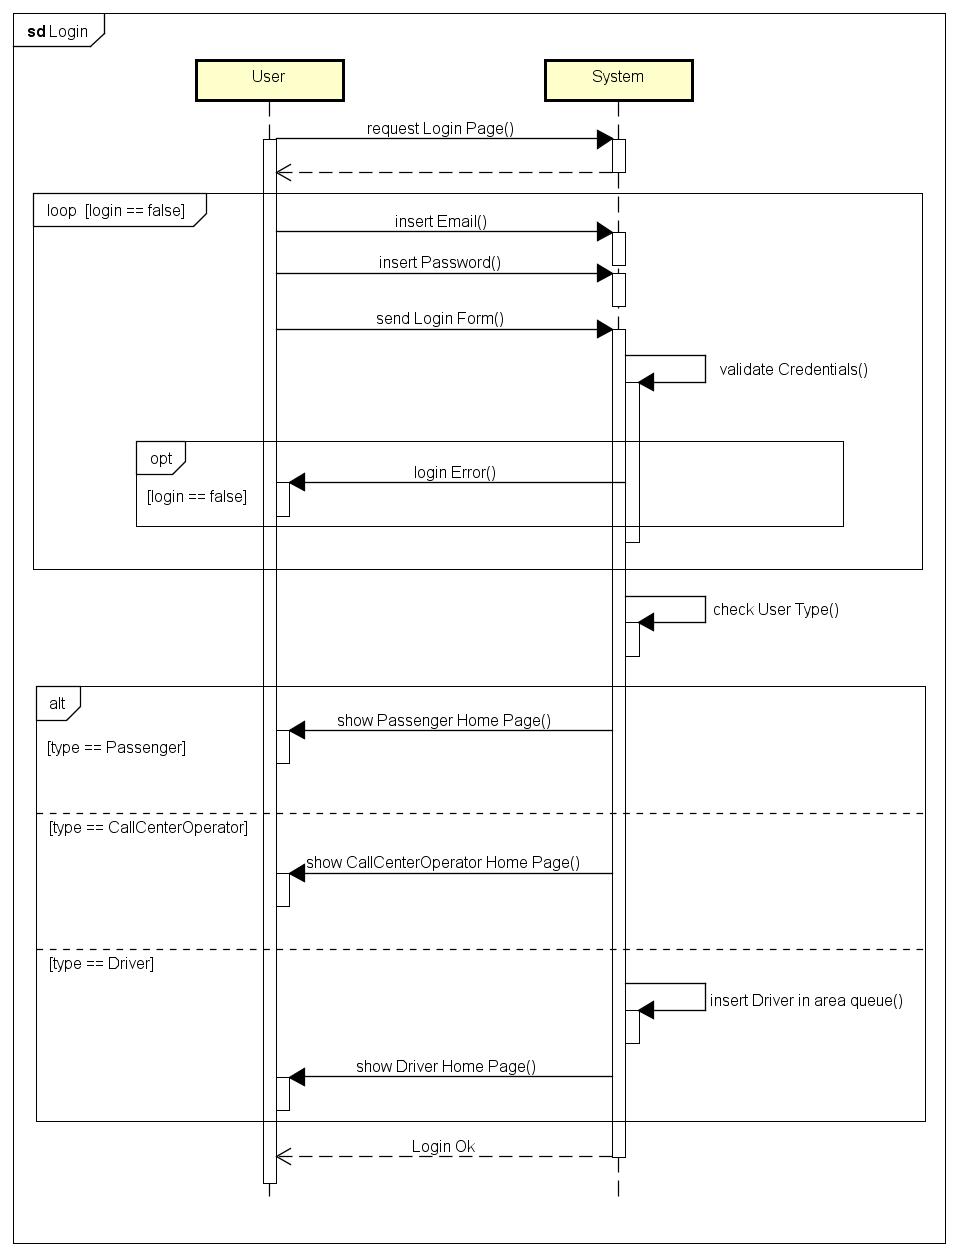 sd Login
User
System
request Login Page()
loop [login == false]
insert Email()
insert Password()
send Login Form()
validate Credentials()
opt
login Error()
[login == false]
check User Type()
alt
show Passenger Home Page()
[type == Passenger]
[type == CallCenterOperator]
show CallCenterOperator Home Page()
[type == Driver]
insert Driver in area queue()
show Driver Home Page()
Login Ok